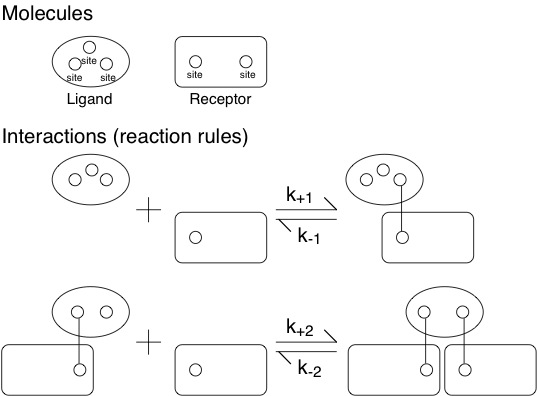 Molecules
site
site
site
site
site
Ligand
Receptor
Interactions (reaction rules)
k+1
k-1
k+2
k-2